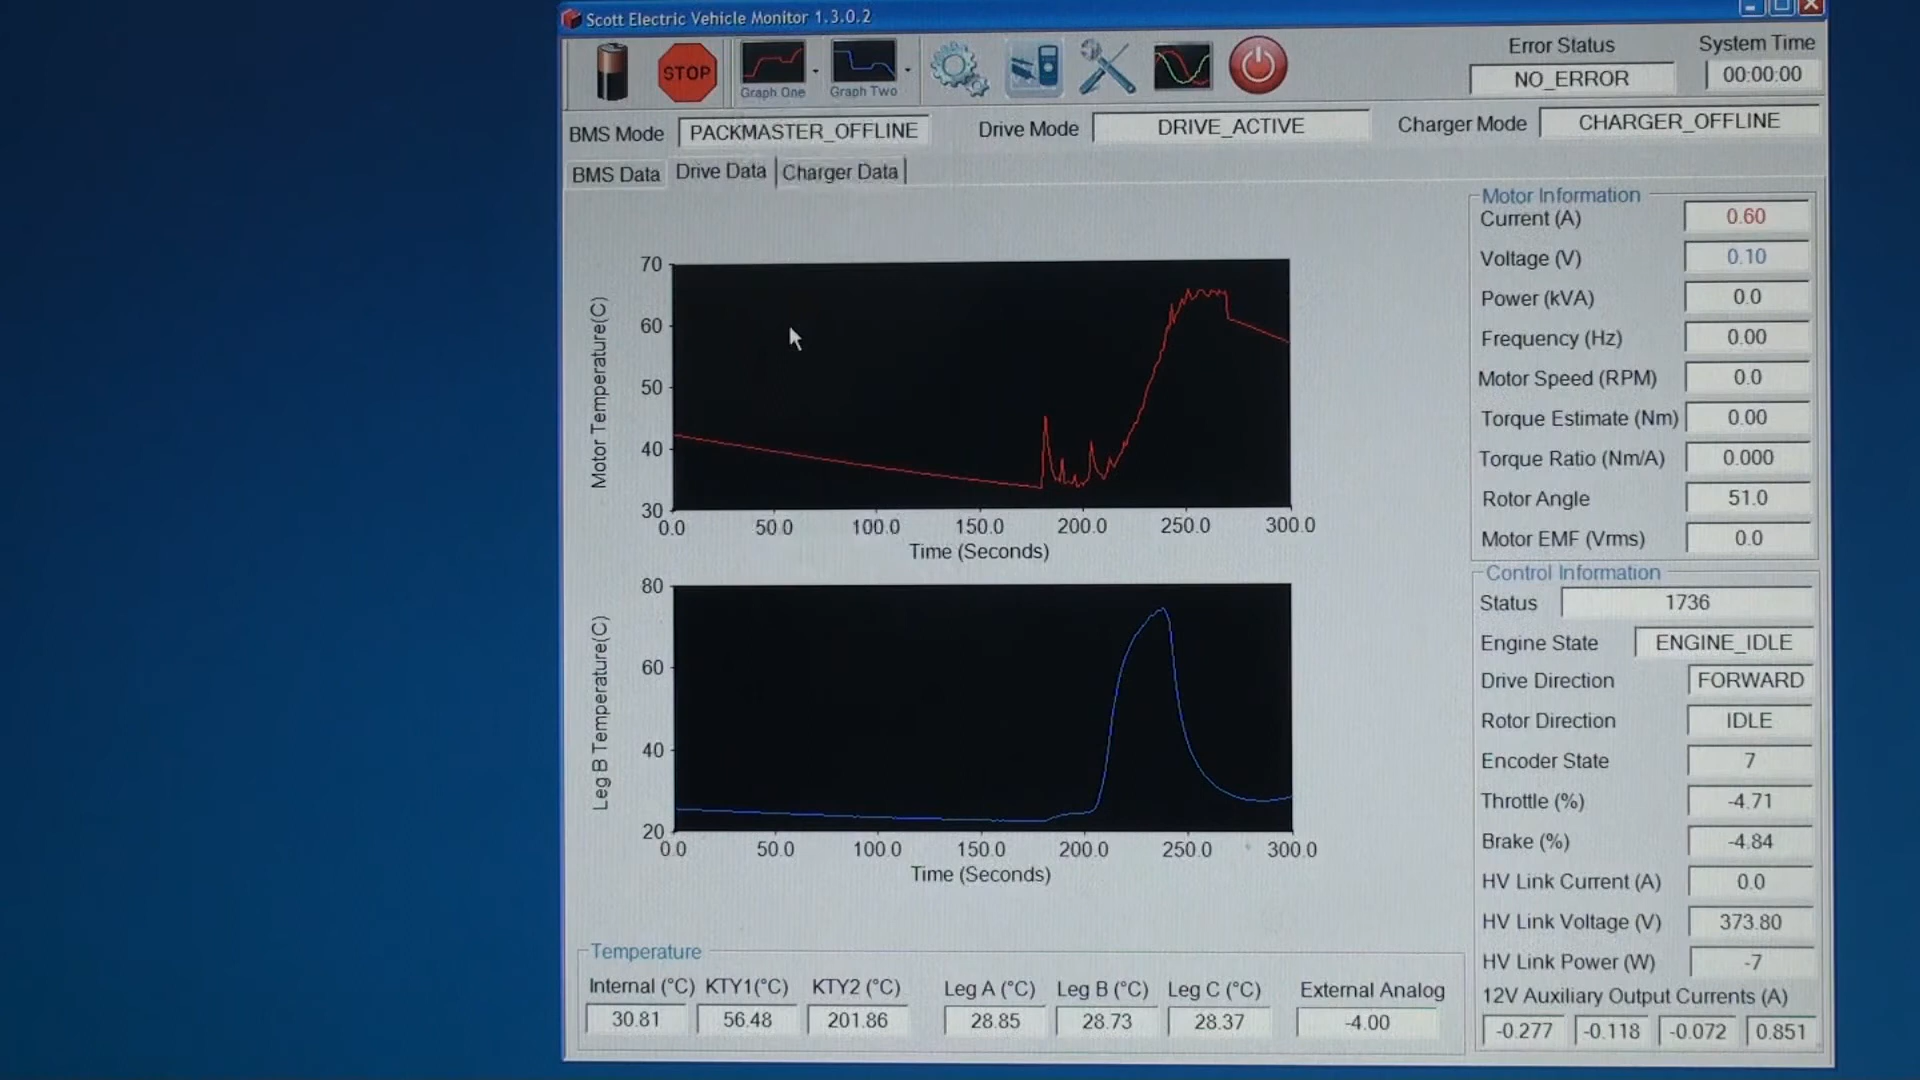 Scott Electric Vehicle Monitor 1.3.0.2
STOP
Graph One
Graph Two
Error Status
NO_ERROR
System Time
00:00:00
BMS Mode PACKMASTER_OFFLINE Drive Mode DRIVE_ACTIVE Charger Mode CHARGER_OFFLINE
BMS Data Drive Data Charger Data
Motor Temperature(C)
70
60
50
40
30
0.0 50.0 100.0 150.0 200.0 250.0 300.0
Time (Seconds)
Leg B Temperature(C)
80
60
40
20
0.0 50.0 100.0 150.0 200.0 250.0 300.0
Time (Seconds)
Motor Information
Current (A) 0.60
Voltage (V) 0.10
Power (kVA) 0.0
Frequency (Hz) 0.00
Motor Speed (RPM) 0.0
Torque Estimate (Nm) 0.00
Torque Ratio (Nm/A) 0.000
Rotor Angle 51.0
Motor EMF (Vrms) 0.0
Control Information
Status 1736
Engine State ENGINE_IDLE
Drive Direction FORWARD
Rotor Direction IDLE
Encoder State 7
Throttle (%) -4.71
Brake (%) -4.84
HV Link Current (A) 0.0
HV Link Voltage (V) 373.80
HV Link Power (W) -7
12V Auxiliary Output Currents (A)
-0.277 -0.118 -0.072 0.851
Temperature
Internal (°C) KTY1(°C) KTY2 (°C) Leg A (°C) Leg B (°C) Leg C (°C) External Analog
30.81 56.48 201.86 28.85 28.73 28.37 -4.00